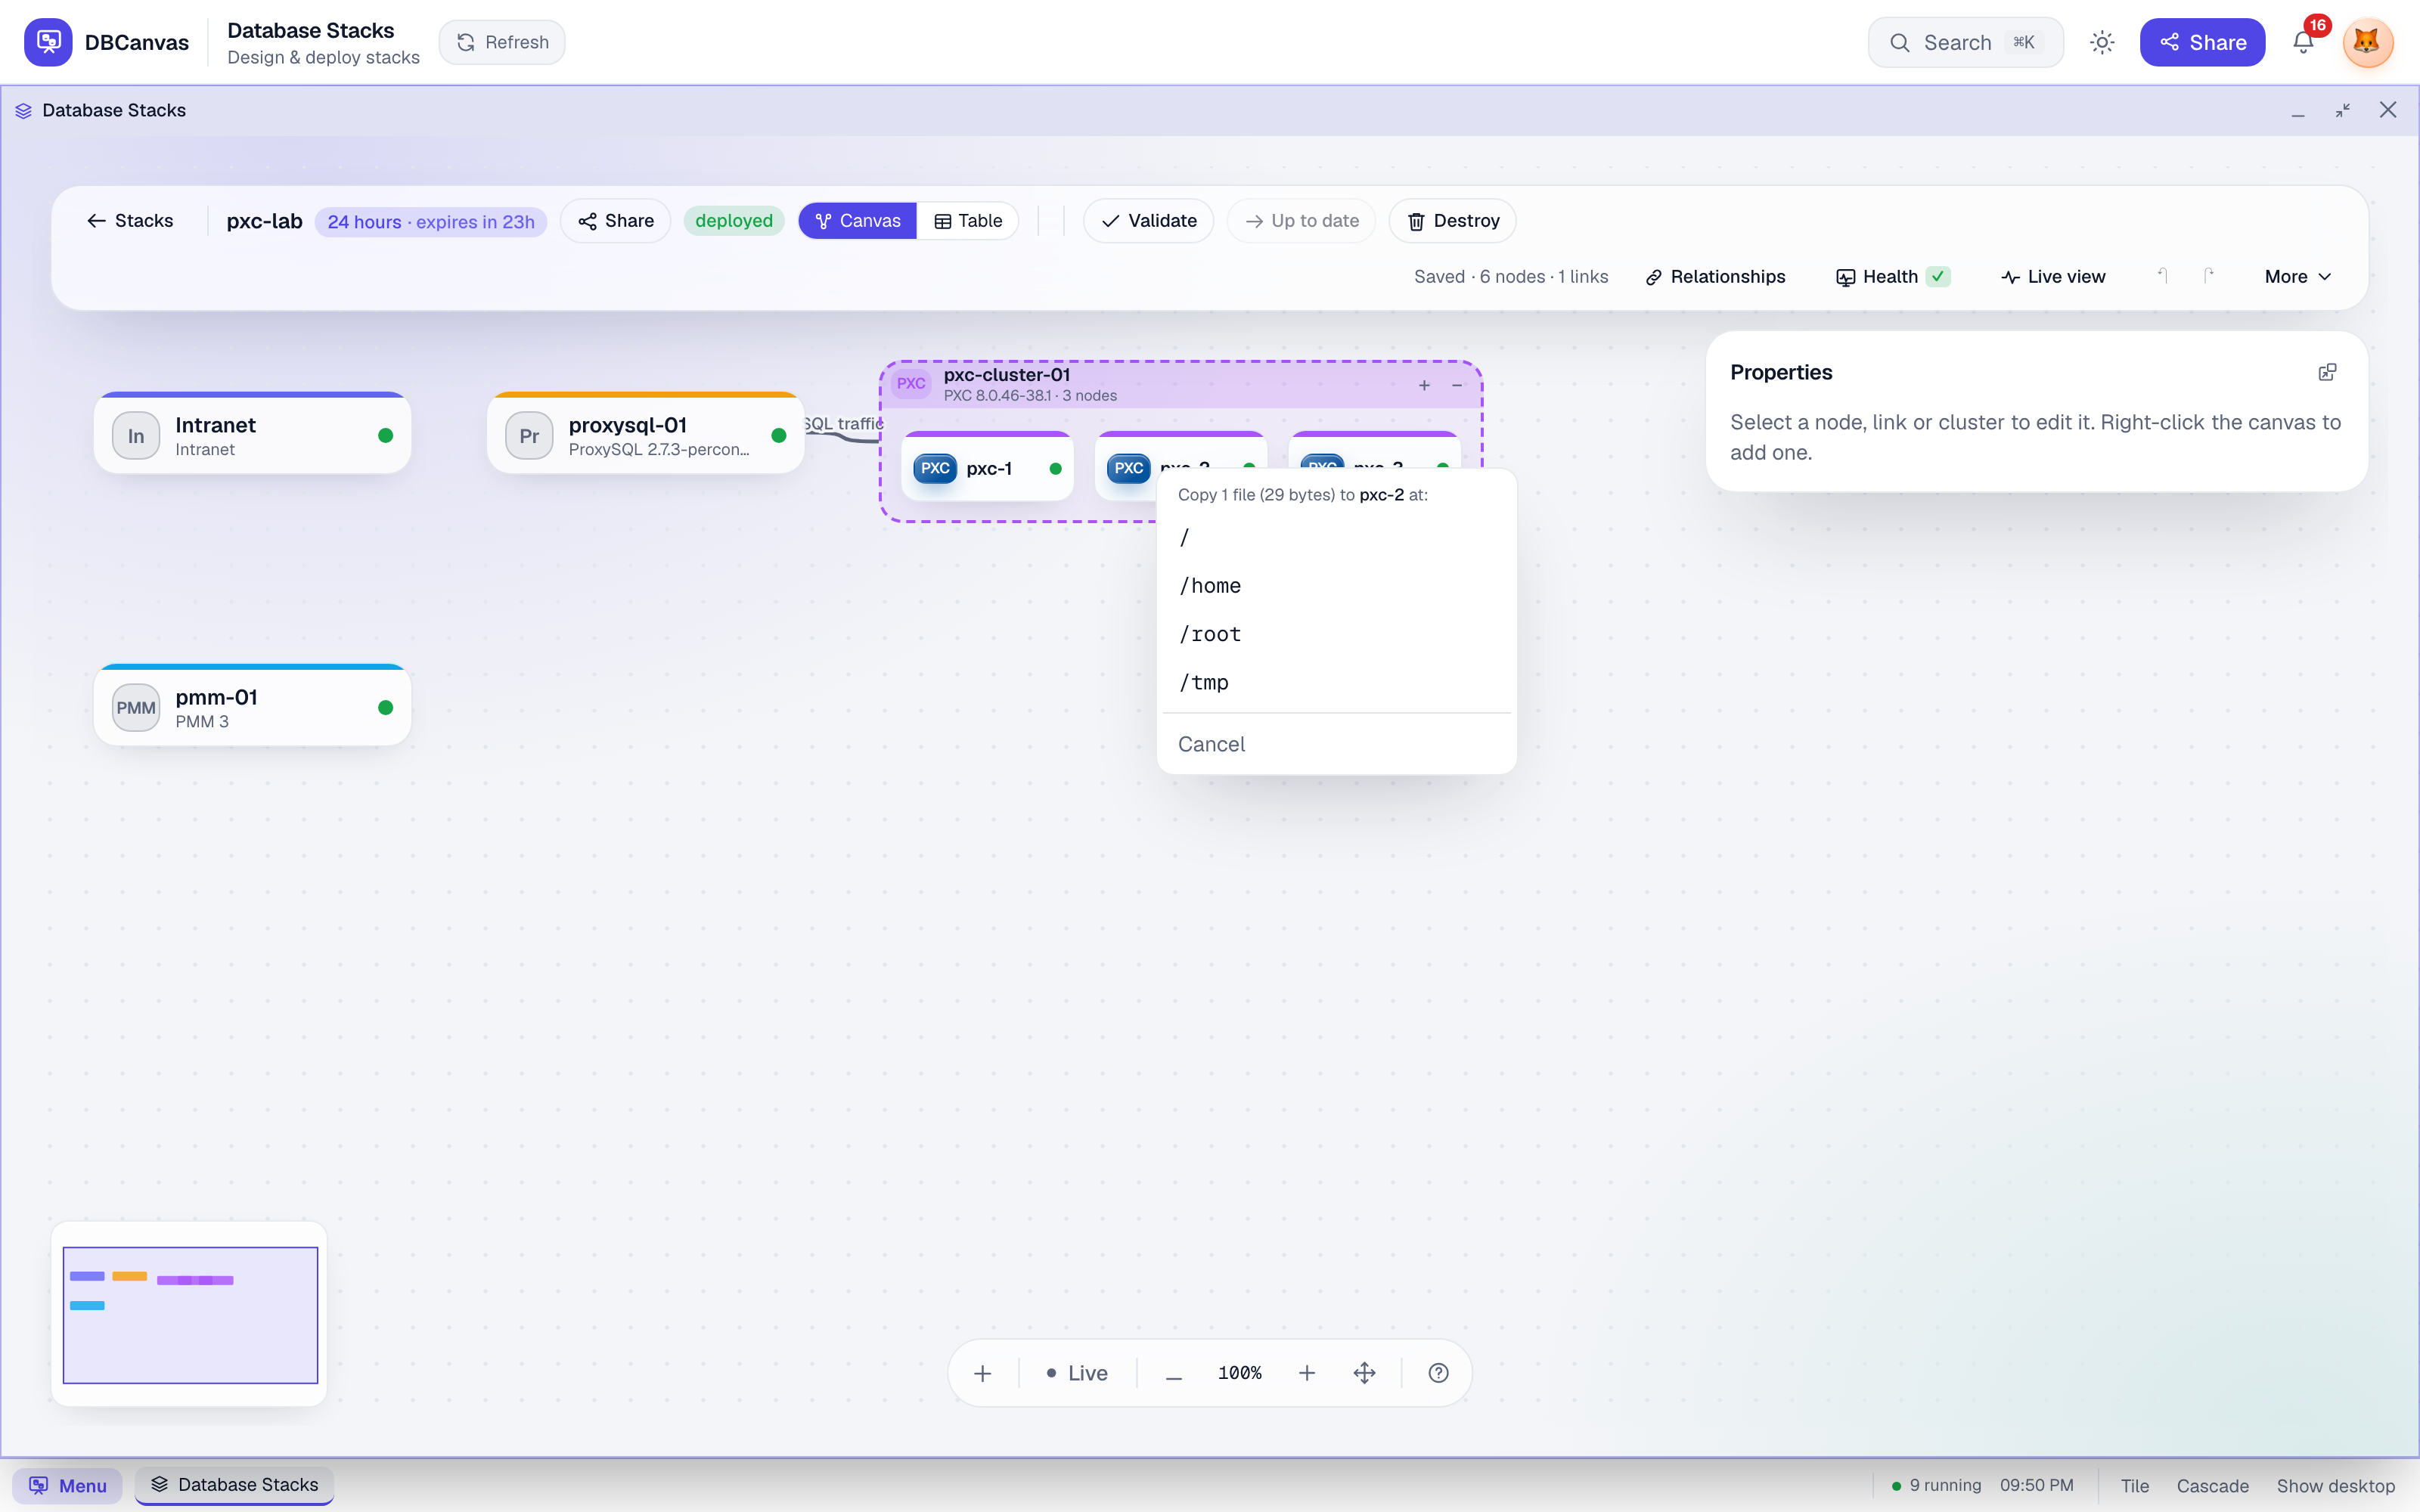 DBCanvas
Database Stacks
Design & deploy stacks
Refresh
Search ⌘K
Share
16
Database Stacks
Stacks
pxc-lab
24 hours · expires in 23h
Share
deployed
Canvas
Table
Validate
Up to date
Destroy
Saved · 6 nodes · 1 links
Relationships
Health
Live view
More
In
Intranet
Intranet
Pr
proxysql-01
ProxySQL 2.7.3-percon...
SQL traffic
PXC
pxc-cluster-01
PXC 8.0.46-38.1 · 3 nodes
PXC pxc-1
PXC pxc-2
PXC pxc-3
Copy 1 file (29 bytes) to pxc-2 at:
/
/home
/root
/tmp
Cancel
Properties
Select a node, link or cluster to edit it. Right-click the canvas to
add one.
PMM
pmm-01
PMM 3
Live
100%
Menu
Database Stacks
9 running
09:50 PM
Tile
Cascade
Show desktop